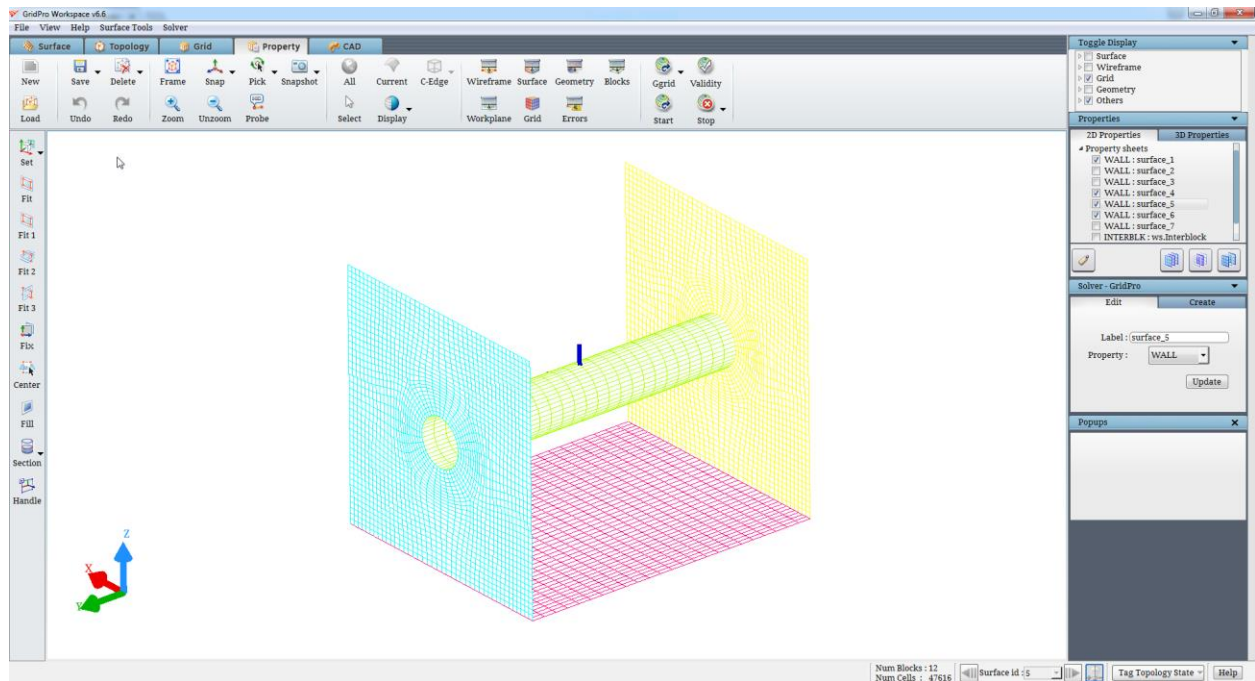 GridPro Workspace v6.6
File View Help Surface Tools Solver
Surface Topology Grid Property CAD
New Save Delete Frame Snap Pick Snapshot All Current C-Edge Wireframe Surface Geometry Blocks Ggrid Validity
Load Undo Redo Zoom Unzoom Probe Select Display Workplane Grid Errors Start Stop
Set
Fit
Fit 1
Fit 2
Fit 3
Fix
Center
Fill
Section
Handle
Z
X
Y
Toggle Display
Surface
Wireframe
Grid
Geometry
Others
Properties
2D Properties 3D Properties
Property sheets
WALL : surface_1
WALL : surface_2
WALL : surface_3
WALL : surface_4
WALL : surface_5
WALL : surface_6
WALL : surface_7
INTERBLK : ws.Interblock
Solver - GridPro
Edit Create
Label : surface_5
Property : WALL
Update
Popups
Num Blocks : 12
Num Cells : 47616
Surface id : 5
Tag Topology State
Help